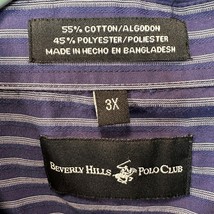 55% COTTON/ALGODON
45% POLYESTER/POLIESTER
MADE IN HECHO EN BANGLADESH
3X
BEVERLY HILLS POLO CLUB